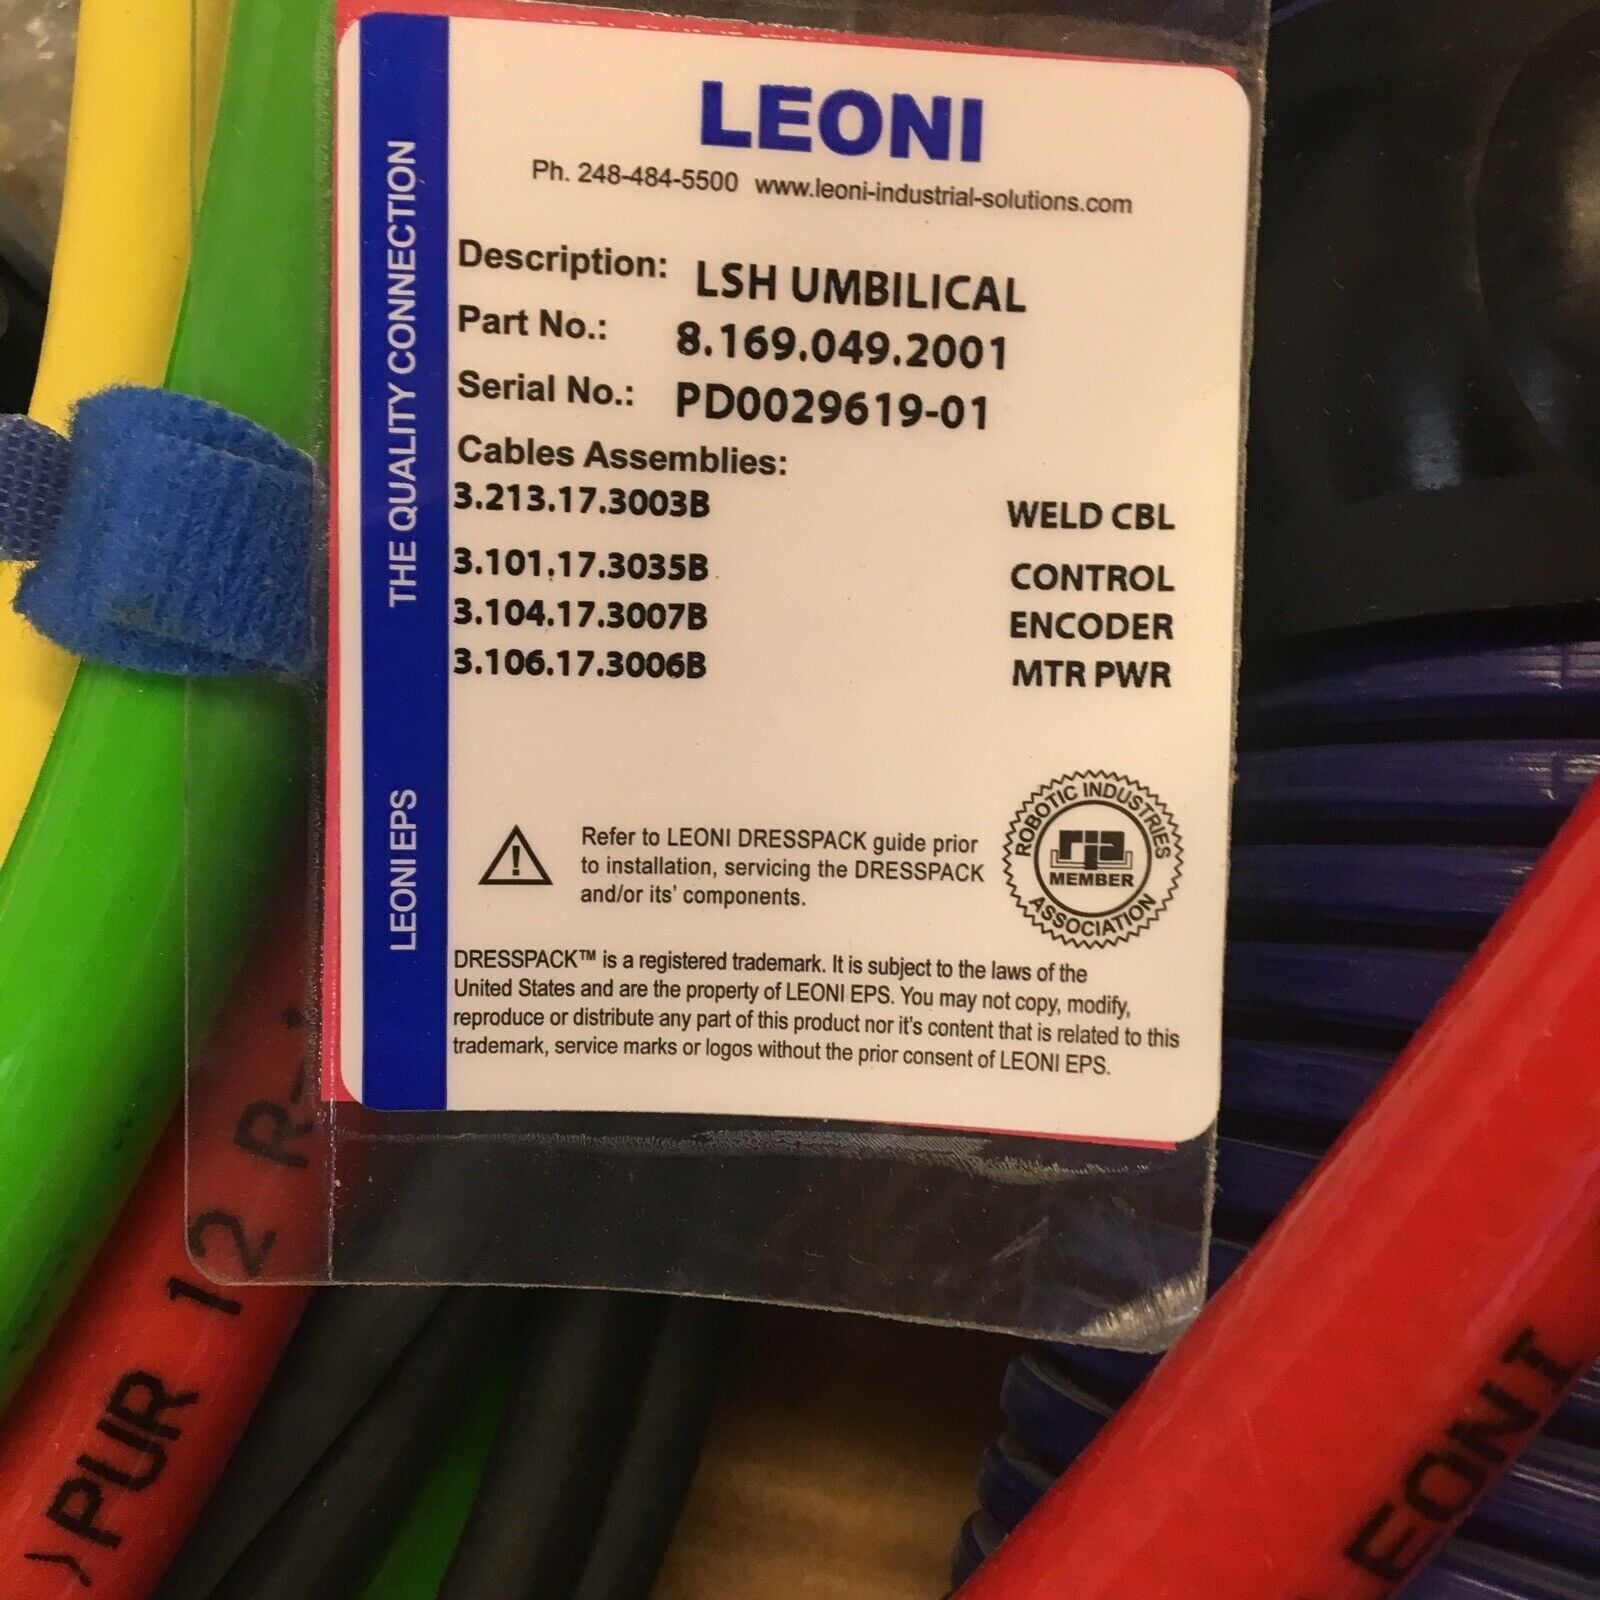 LEONI
Ph. 248-484-5500 www.leoni-industrial-solutions.com
THE QUALITY CONNECTION
LEONI EPS
Description: LSH UMBILICAL
Part No.: 8.169.049.2001
Serial No.: PD0029619-01
Cables Assemblies:
3.213.17.3003B WELD CBL
3.101.17.3035B CONTROL
3.104.17.3007B ENCODER
3.106.17.3006B MTR PWR
Refer to LEONI DRESSPACK guide prior
to installation, servicing the DRESSPACK
and/or its' components.
ROBOTIC INDUSTRIES
ria
MEMBER
ASSOCIATION
DRESSPACK™ is a registered trademark. It is subject to the laws of the
United States and are the property of LEONI EPS. You may not copy, modify,
reproduce or distribute any part of this product nor it's content that is related to this
trademark, service marks or logos without the prior consent of LEONI EPS.
PUR 12 R-
EONI